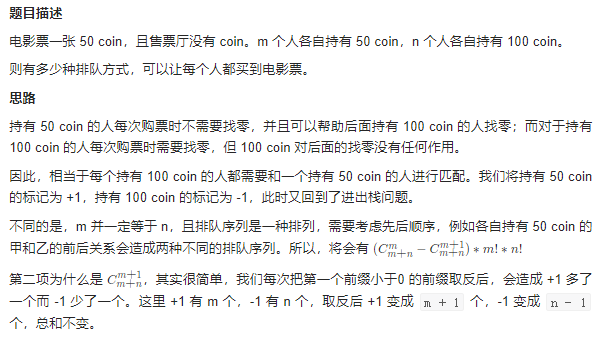 题目描述
电影票一张 50 coin，且售票厅没有 coin。m 个人各自持有 50 coin，n 个人各自持有 100 coin。
则有多少种排队方式，可以让每个人都买到电影票。
思路
持有 50 coin 的人每次购票时不需要找零，并且可以帮助后面持有 100 coin 的人找零；而对于持有
100 coin 的人每次购票时需要找零，但 100 coin 对后面的找零没有任何作用。
因此，相当于每个持有 100 coin 的人都需要和一个持有 50 coin 的人进行匹配。我们将持有 50 coin
的标记为 +1，持有 100 coin 的标记为 -1，此时又回到了进出栈问题。
不同的是，m 并一定等于 n，且排队序列是一种排列，需要考虑先后顺序，例如各自持有 50 coin 的
甲和乙的前后关系会造成两种不同的排队序列。所以，将会有 $(C_{m+n}^{m} - C_{m+n}^{m+1}) * m! * n!$
第二项为什么是 $C_{m+n}^{m+1}$，其实很简单，我们每次把第一个前缀小于0 的前缀取反后，会造成 +1 多了
一个而 -1 少了一个。这里 +1 有 m 个，-1 有 n 个，取反后 +1 变成 m + 1 个，-1 变成 n - 1
个，总和不变。